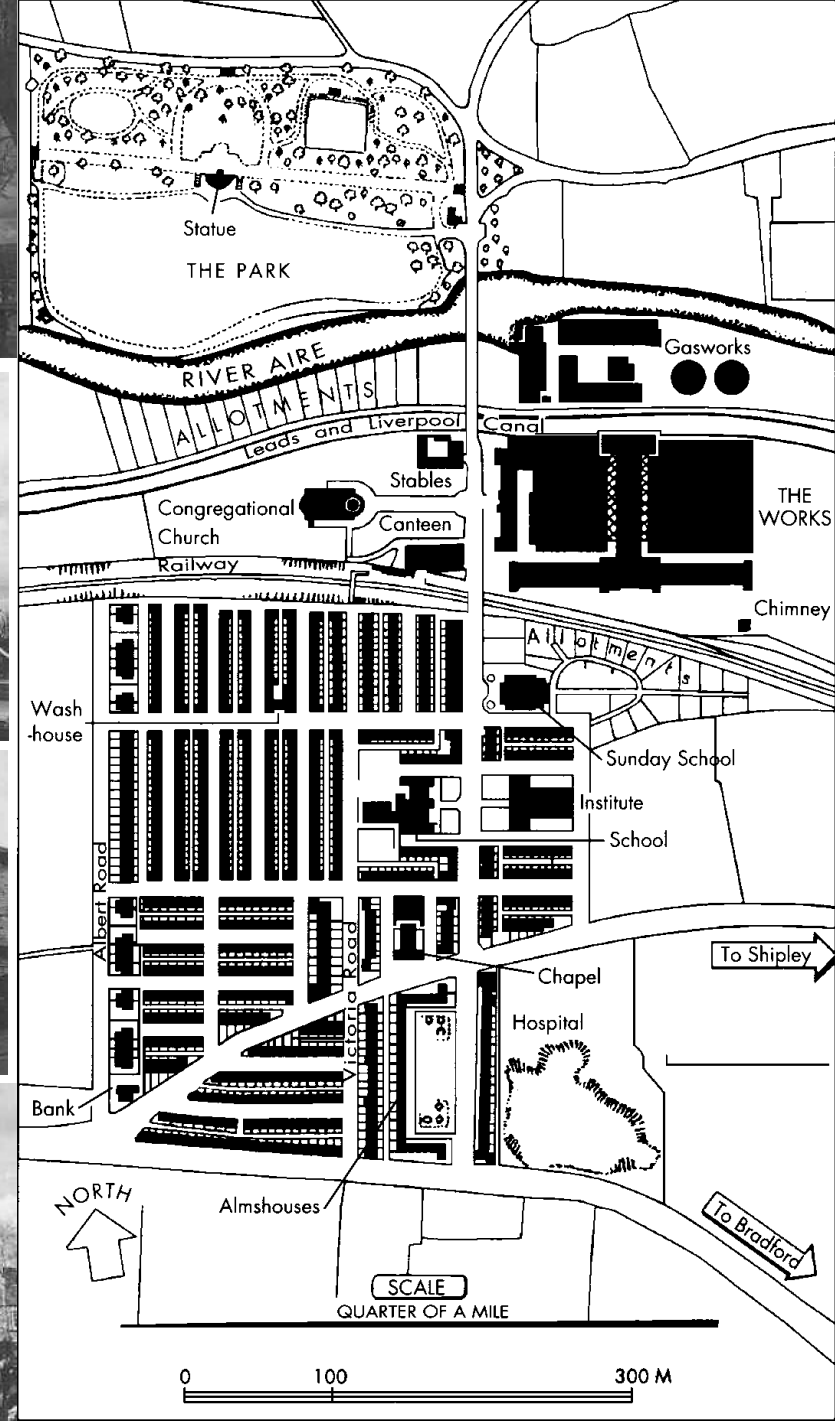 Statue
THE PARK
RIVER AIRE
Gasworks
ALLOTMENTS
Leads and Liverpool Canal
Stables
Congregational
Church
Canteen
THE
WORKS
Railway
Chimney
Allotments
Wash
-house
Sunday School
Institute
School
Albert Road
Victoria Road
To Shipley
Chapel
Hospital
Bank
Almshouses
NORTH
To Bradford
SCALE
QUARTER OF A MILE
0 100 300 M